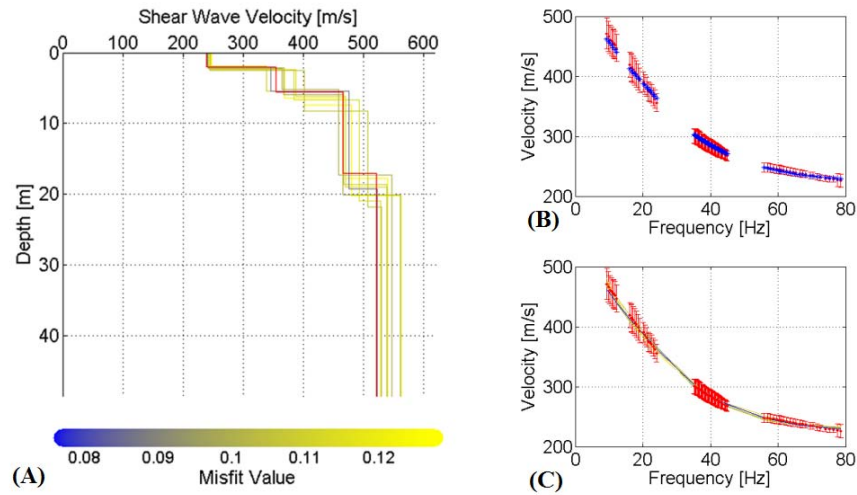 Shear Wave Velocity [m/s]
0 100 200 300 400 500 600
0
10
20
30
40
Depth [m]
0.08 0.09 0.1 0.11 0.12
Misfit Value
(A)
500
400
300
200
Velocity [m/s]
0 20 40 60 80
Frequency [Hz]
(B)
500
400
300
200
Velocity [m/s]
0 20 40 60 80
Frequency [Hz]
(C)